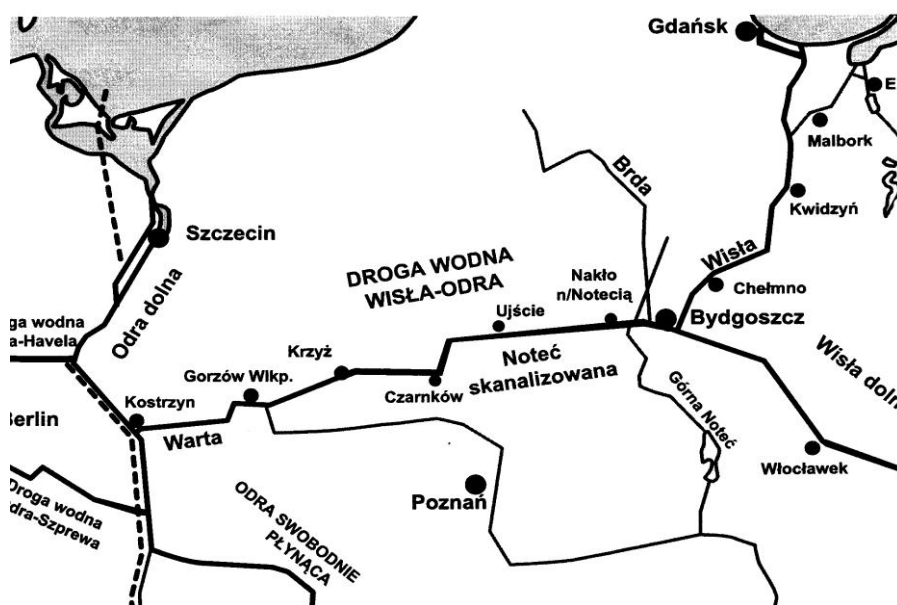 Gdańsk
E
Malbork
Brda
Kwidzyń
Szczecin
Wisła
DROGA WODNA
WISŁA-ODRA
Nakło
n/Notecią
Chełmno
Odra dolna
Ujście
Bydgoszcz
ga wodna
a-Havela
Krzyż
Noteć
skanalizowana
Wisła doln
Gorzów Wlkp.
Czarnków
Górna Noteć
Kostrzyn
Berlin
Warta
Włocławek
Poznań
Droga wodna
dra-Szprewa
ODRA SWOBODNIE
PŁYNĄCA